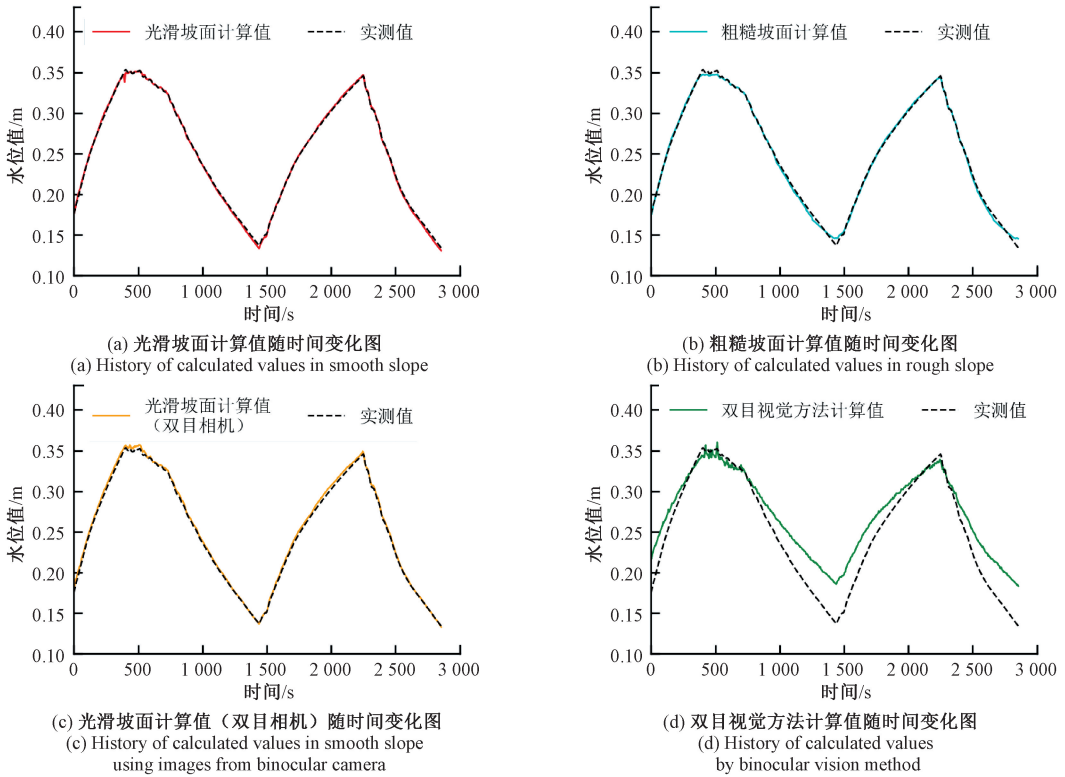 光滑坡面计算值
实测值
0.40
0.35
0.30
0.25
0.20
0.15
0.10
水位值/m
0
500
1 000
1 500
2 000
2 500
3 000
时间/s
(a) 光滑坡面计算值随时间变化图
(a) History of calculated values in smooth slope
粗糙坡面计算值
实测值
0.40
0.35
0.30
0.25
0.20
0.15
0.10
水位值/m
0
500
1 000
1 500
2 000
2 500
3 000
时间/s
(b) 粗糙坡面计算值随时间变化图
(b) History of calculated values in rough slope
光滑坡面计算值
（双目相机）
实测值
0.40
0.35
0.30
0.25
0.20
0.15
0.10
水位值/m
0
500
1 000
1 500
2 000
2 500
3 000
时间/s
(c) 光滑坡面计算值（双目相机）随时间变化图
(c) History of calculated values in smooth slope
using images from binocular camera
双目视觉方法计算值
实测值
0.40
0.35
0.30
0.25
0.20
0.15
0.10
水位值/m
0
500
1 000
1 500
2 000
2 500
3 000
时间/s
(d) 双目视觉方法计算值随时间变化图
(d) History of calculated values
by binocular vision method